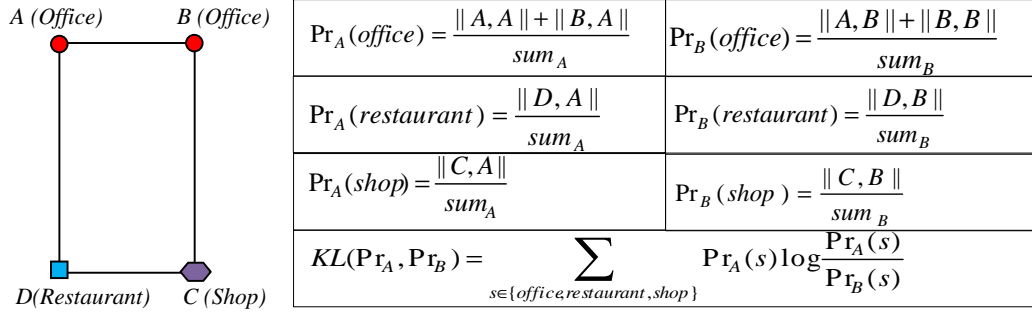 A (Office) B (Office)
D(Restaurant) C (Shop)
Pr_A(office) = (|| A, A || + || B, A ||) / sum_A
Pr_B(office) = (|| A, B || + || B, B ||) / sum_B
Pr_A(restaurant) = || D, A || / sum_A
Pr_B(restaurant) = || D, B || / sum_B
Pr_A(shop) = || C, A || / sum_A
Pr_B(shop) = || C, B || / sum_B
KL(Pr_A, Pr_B) = ∑_{s∈{office,restaurant,shop}} Pr_A(s) log Pr_A(s) / Pr_B(s)